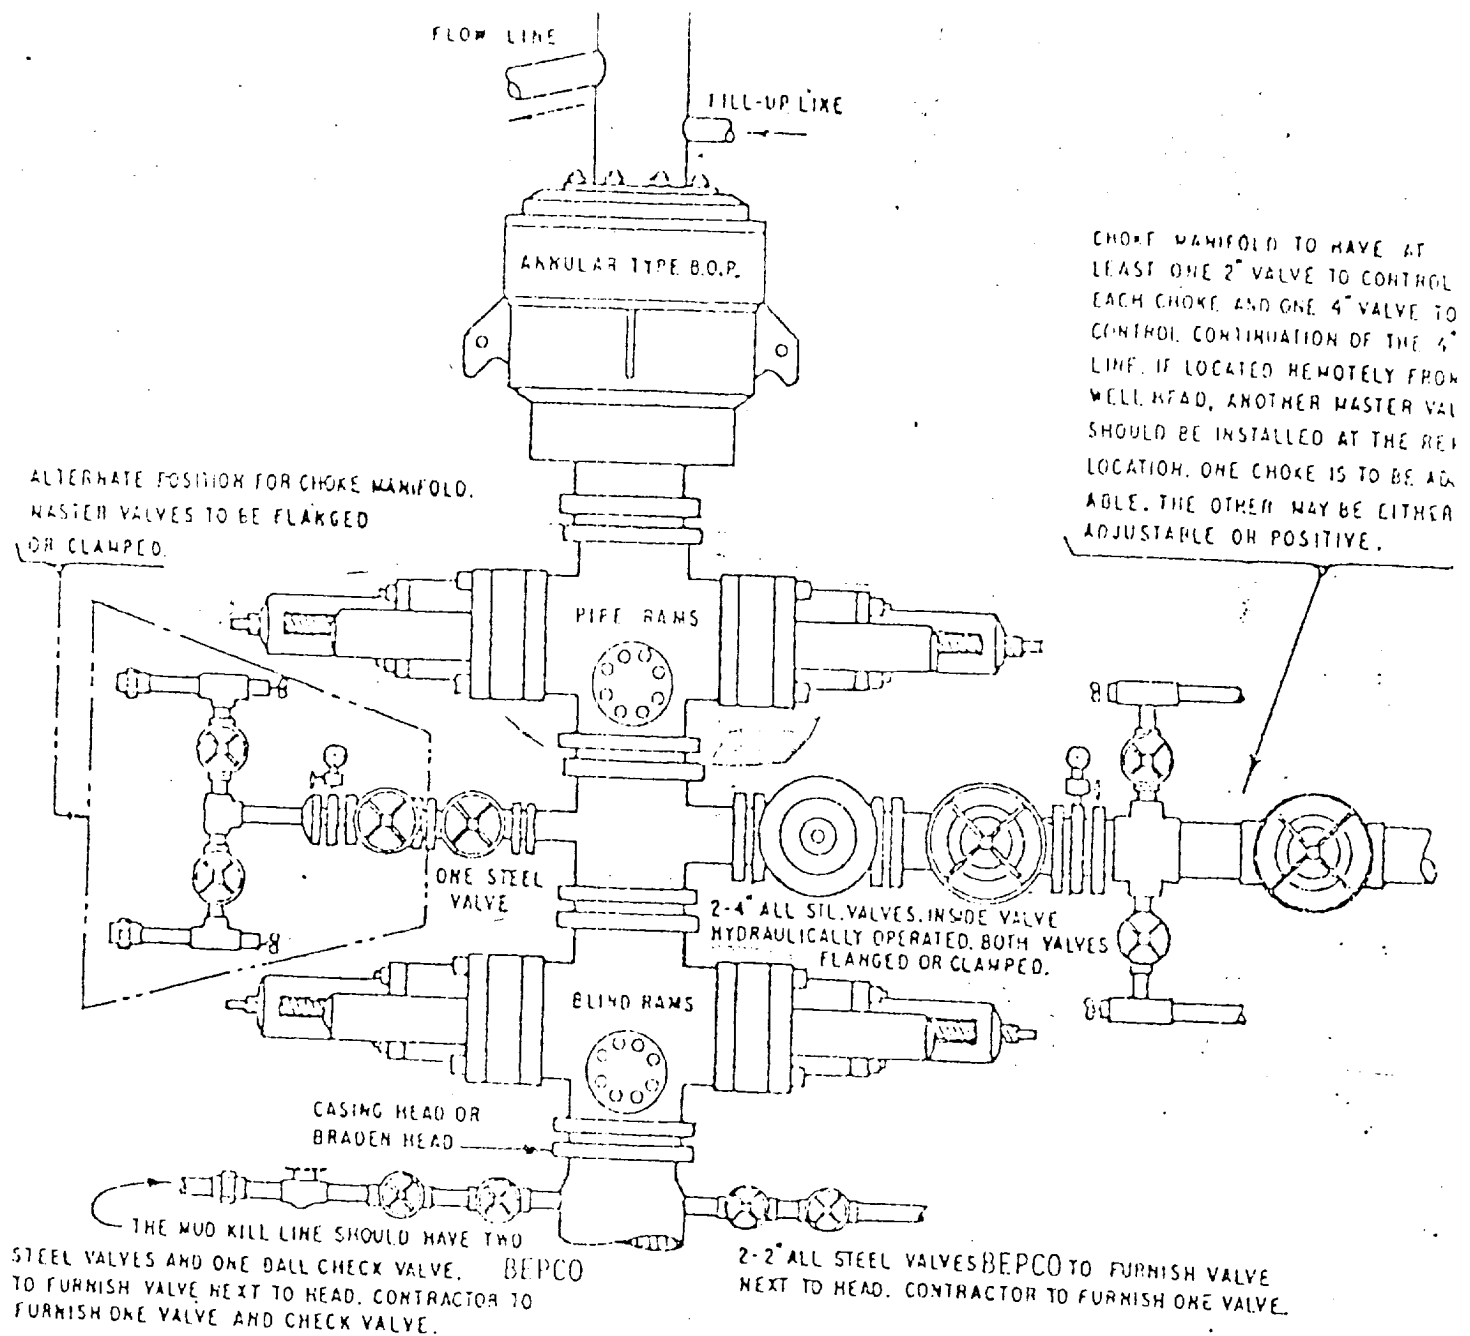 FLOW LINE
FILL-UP LINE
ANNULAR TYPE B.O.P.
CHOKE MANIFOLD TO HAVE AT
LEAST ONE 2" VALVE TO CONTROL
EACH CHOKE AND ONE 4" VALVE TO
CONTROL CONTINUATION OF THE 4"
LINE. IF LOCATED REMOTELY FROM
WELL HEAD, ANOTHER MASTER VAL
SHOULD BE INSTALLED AT THE RE
LOCATION. ONE CHOKE IS TO BE AD
ABLE. THE OTHER MAY BE EITHER
ADJUSTABLE OR POSITIVE.
ALTERNATE POSITION FOR CHOKE MANIFOLD.
MASTER VALVES TO BE FLANGED
OR CLAMPED.
PIPE RAMS
ONE STEEL
VALVE
2-4" ALL STL. VALVES. INSIDE VALVE
HYDRAULICALLY OPERATED. BOTH VALVES
FLANGED OR CLAMPED.
BLIND RAMS
CASING HEAD OR
BRADEN HEAD
THE MUD KILL LINE SHOULD HAVE TWO
STEEL VALVES AND ONE BALL CHECK VALVE. BEPCO
TO FURNISH VALVE NEXT TO HEAD. CONTRACTOR TO
FURNISH ONE VALVE AND CHECK VALVE.
2-2" ALL STEEL VALVES BEPCO TO FURNISH VALVE
NEXT TO HEAD. CONTRACTOR TO FURNISH ONE VALVE.